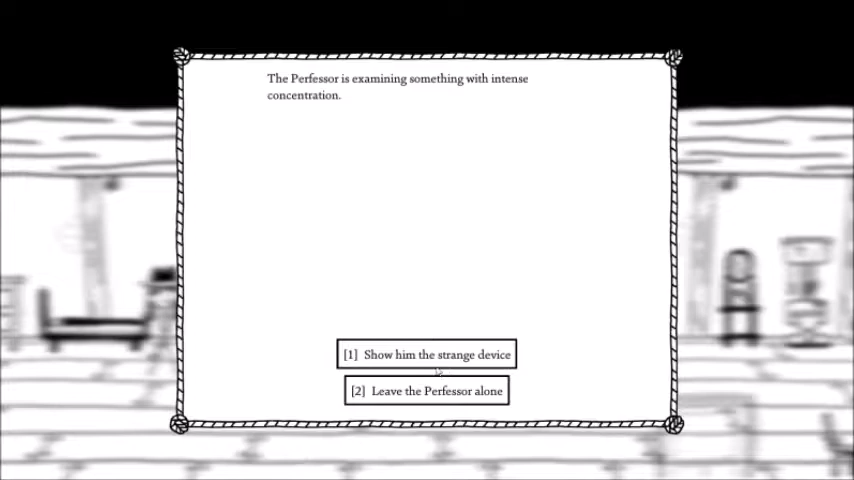 The Perfessor is examining something with intense
concentration.
[1] Show him the strange device
[2] Leave the Perfessor alone